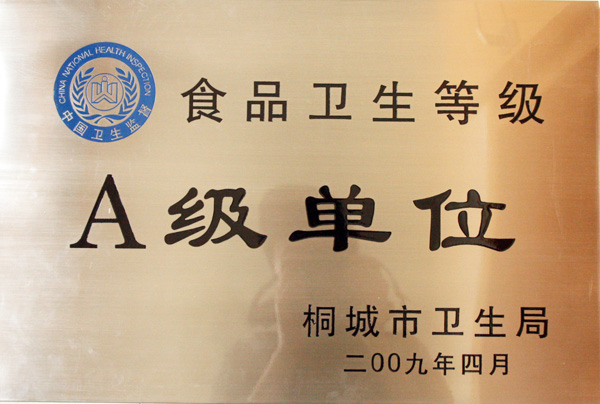 CHINA NATIONAL HEALTH INSPECTION
中国卫生监督
食品卫生等级
A级单位
桐城市卫生局
二00九年四月